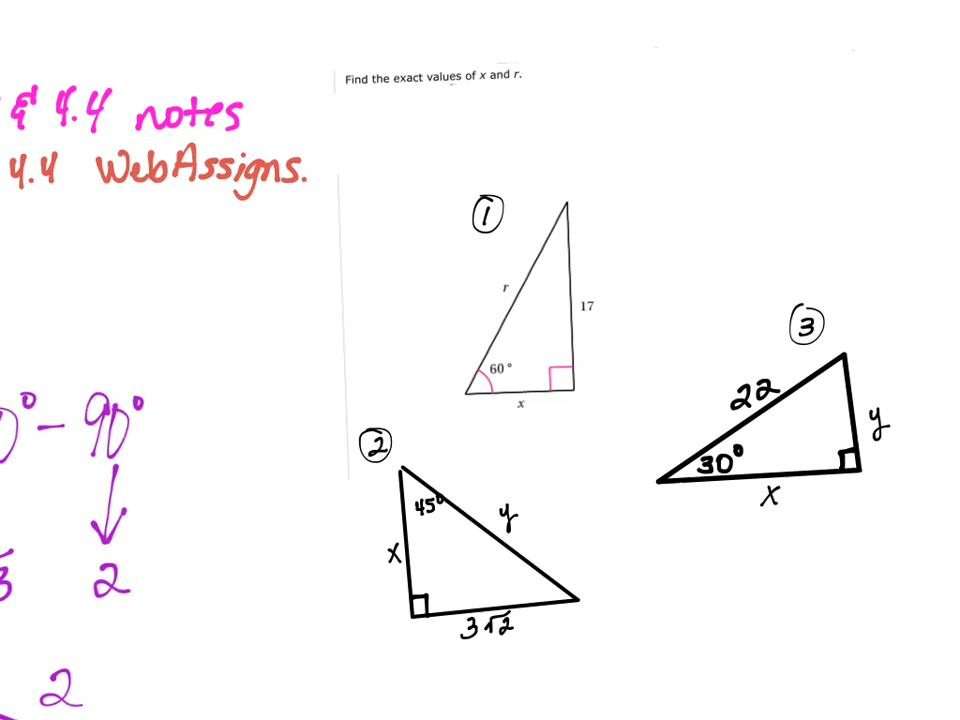 & 4.4 notes
4.4 WebAssigns.
Find the exact values of x and r.
1
r
17
60°
x
3
22
y
30°
x
2
45°
y
x
3√2
0° - 90°
3 2
2